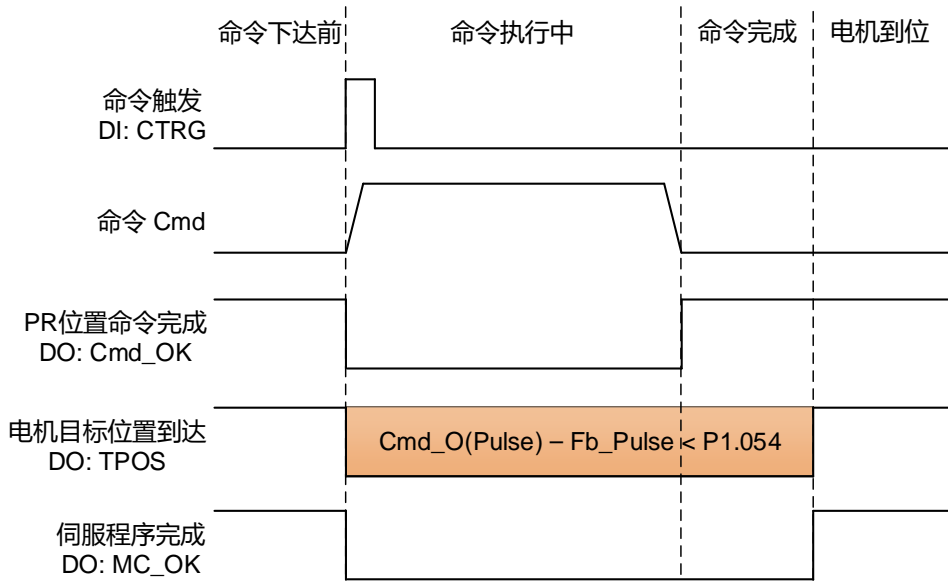 命令下达前
命令执行中
命令完成
电机到位
命令触发
DI: CTRG
命令 Cmd
PR位置命令完成
DO: Cmd_OK
电机目标位置到达
DO: TPOS
Cmd_O(Pulse) – Fb_Pulse < P1.054
伺服程序完成
DO: MC_OK